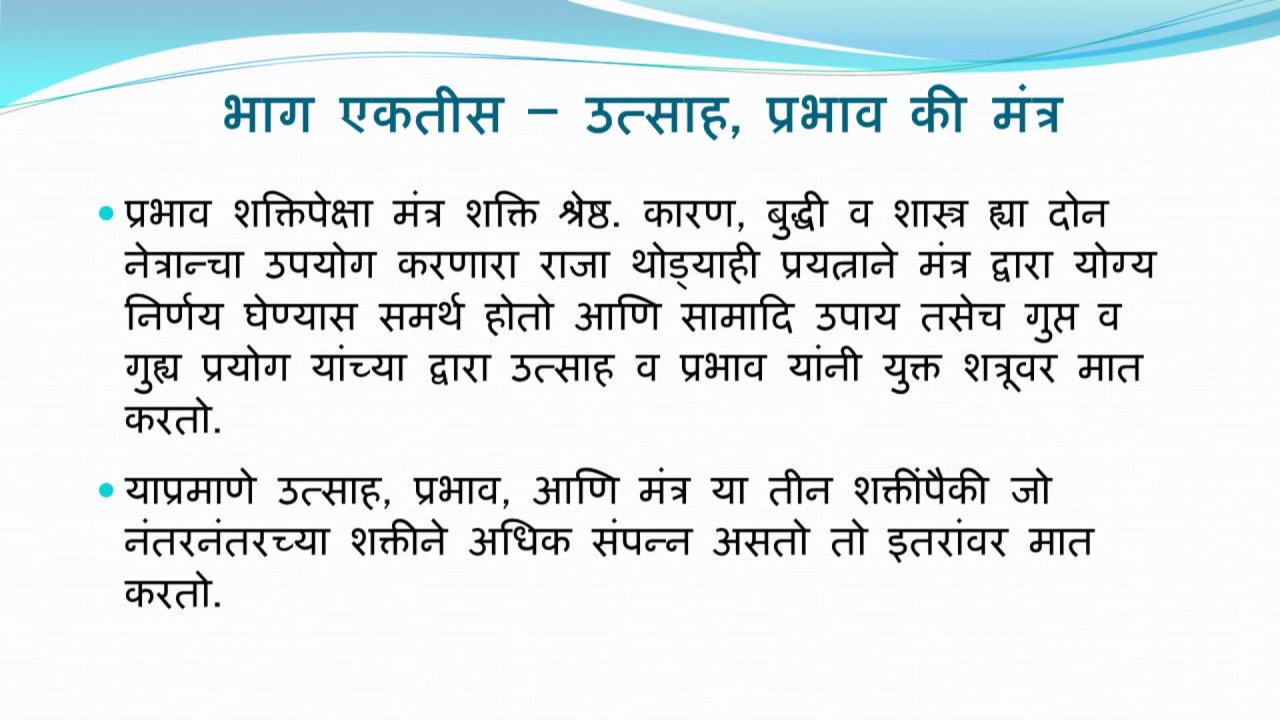 भाग एकतीस – उत्साह, प्रभाव की मंत्र
• प्रभाव शक्तिपेक्षा मंत्र शक्ति श्रेष्ठ. कारण, बुद्धी व शास्त्र ह्या दोन
नेत्रान्चा उपयोग करणारा राजा थोड्याही प्रयत्नाने मंत्र द्वारा योग्य
निर्णय घेण्यास समर्थ होतो आणि सामादि उपाय तसेच गुप्त व
गुह्य प्रयोग यांच्या द्वारा उत्साह व प्रभाव यांनी युक्त शत्रूवर मात
करतो.
• याप्रमाणे उत्साह, प्रभाव, आणि मंत्र या तीन शक्तींपैकी जो
नंतरनंतरच्या शक्तीने अधिक संपन्न असतो तो इतरांवर मात
करतो.